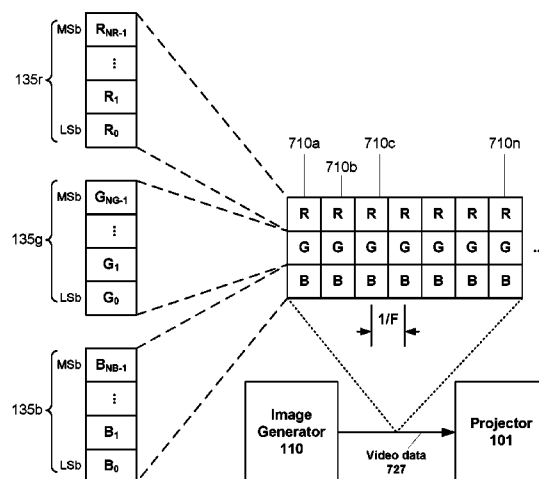 MSb
R_NR-1
⋮
135r
R_1
LSb
R_0
710a
710b
710c
710n
MSb
G_NG-1
⋮
135g
G_1
LSb
G_0
R R R R R R R
G G G G G G G
B B B B B B B
...
1/F
MSb
B_NB-1
⋮
135b
B_1
LSb
B_0
Image
Generator
110
Video data
727
Projector
101